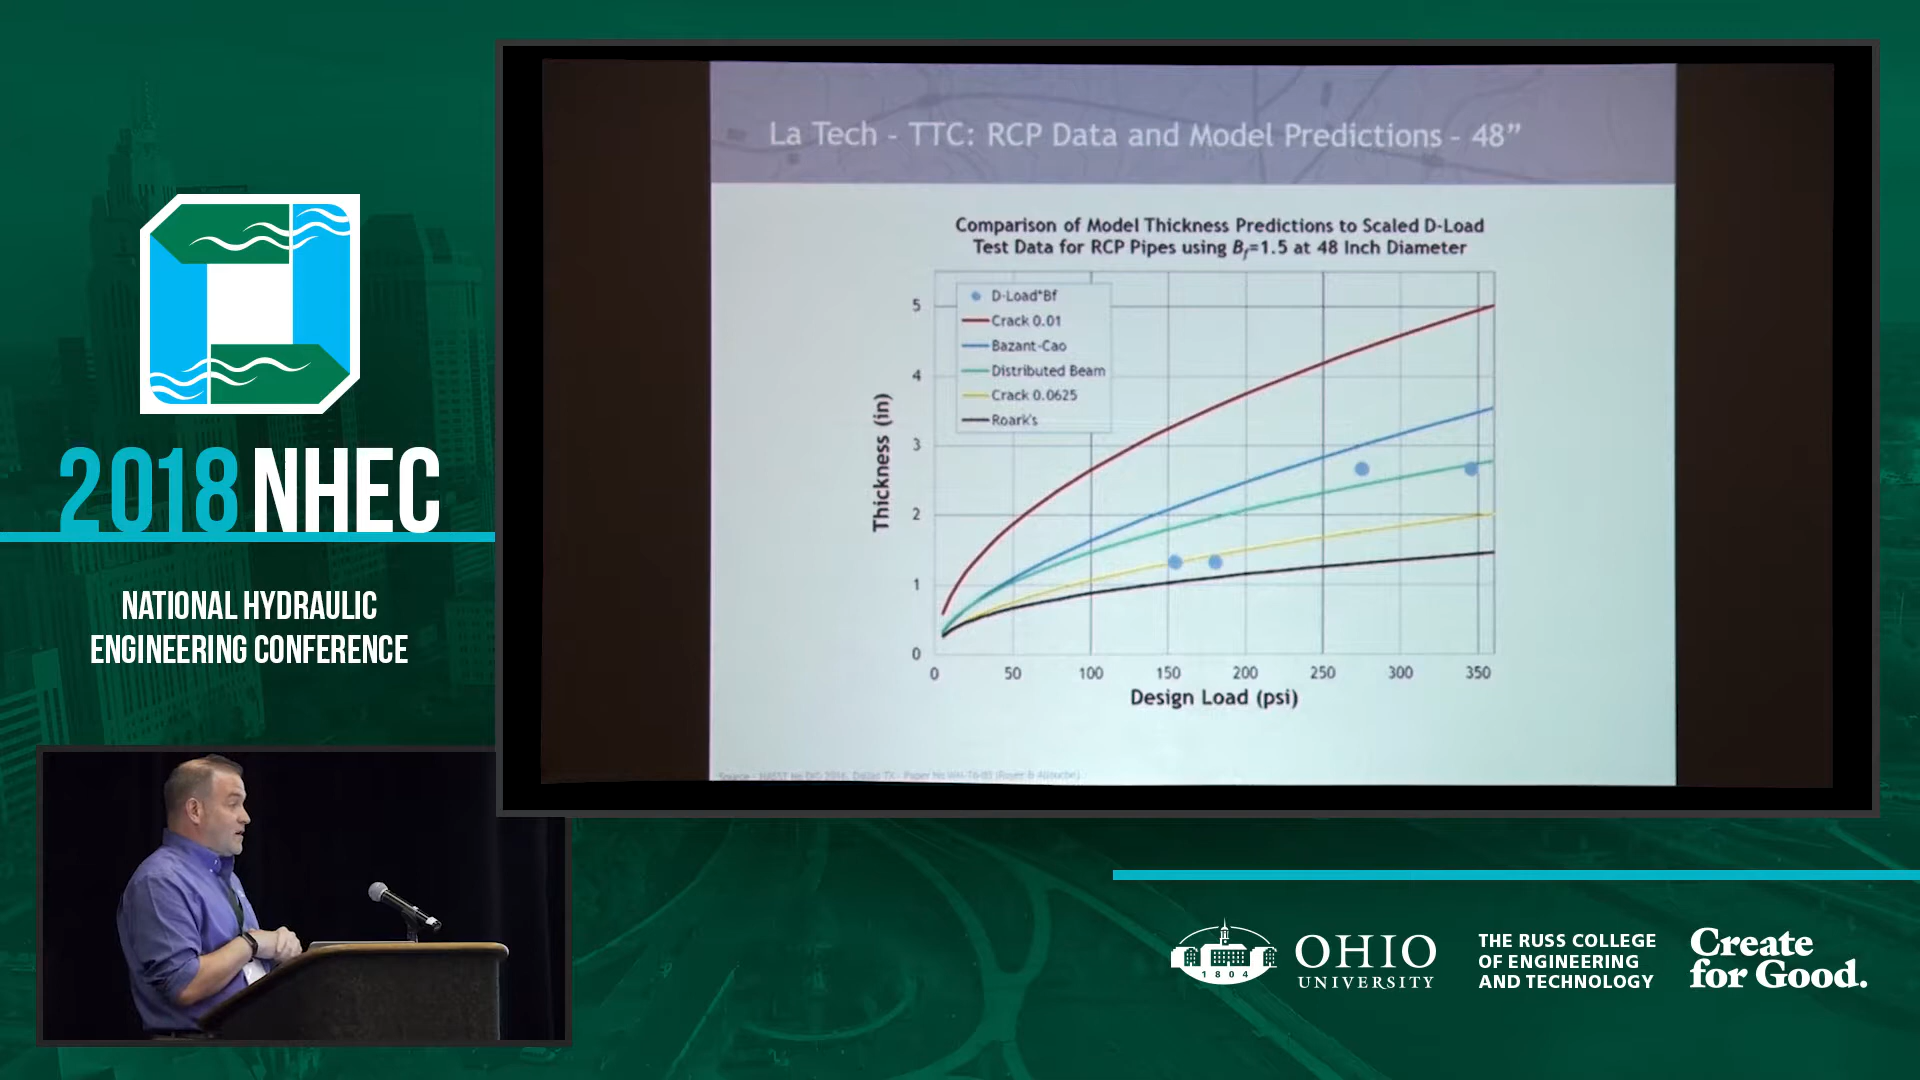 2018 NHEC
NATIONAL HYDRAULIC
ENGINEERING CONFERENCE
La Tech - TTC: RCP Data and Model Predictions - 48”
Comparison of Model Thickness Predictions to Scaled D-Load
Test Data for RCP Pipes using Bf=1.5 at 48 Inch Diameter
D-Load*Bf
Crack 0.01
Bazant-Cao
Distributed Beam
Crack 0.0625
Roark's
Thickness (in)
5
4
3
2
1
0
0 50 100 150 200 250 300 350
Design Load (psi)
1804
OHIO
UNIVERSITY
THE RUSS COLLEGE
OF ENGINEERING
AND TECHNOLOGY
Create
for Good.